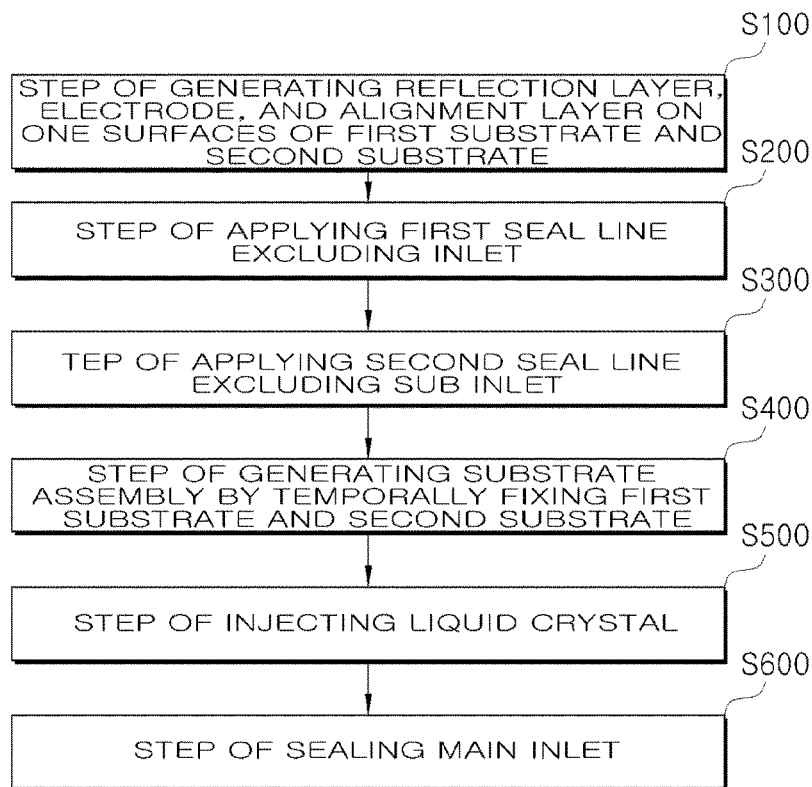 S100
STEP OF GENERATING REFLECTION LAYER,
ELECTRODE, AND ALIGNMENT LAYER ON
ONE SURFACES OF FIRST SUBSTRATE AND
SECOND SUBSTRATE
S200
STEP OF APPLYING FIRST SEAL LINE
EXCLUDING INLET
S300
TEP OF APPLYING SECOND SEAL LINE
EXCLUDING SUB INLET
S400
STEP OF GENERATING SUBSTRATE
ASSEMBLY BY TEMPORALLY FIXING FIRST
SUBSTRATE AND SECOND SUBSTRATE
S500
STEP OF INJECTING LIQUID CRYSTAL
S600
STEP OF SEALING MAIN INLET